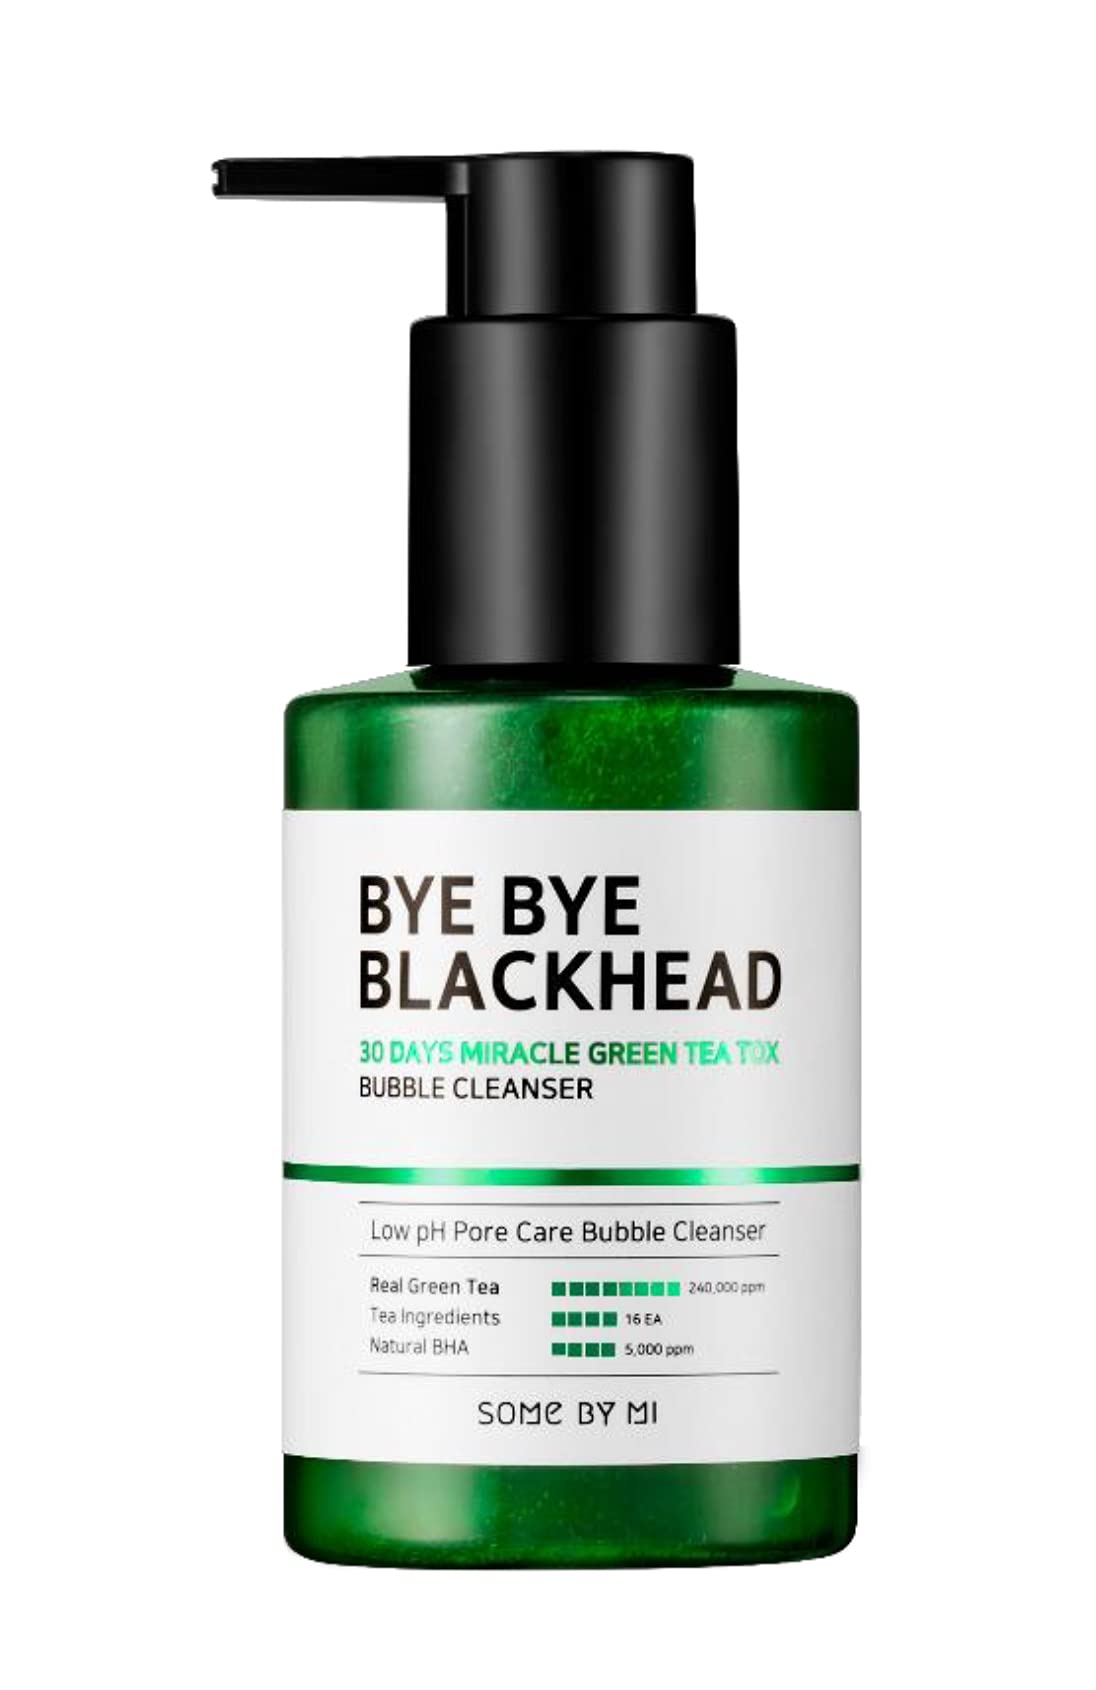 BYE BYE
BLACKHEAD
30 DAYS MIRACLE GREEN TEA TOX
BUBBLE CLEANSER
Low pH Pore Care Bubble Cleanser
Real Green Tea 240,000 ppm
Tea Ingredients 16 EA
Natural BHA 5,000 ppm
SOME BY MI